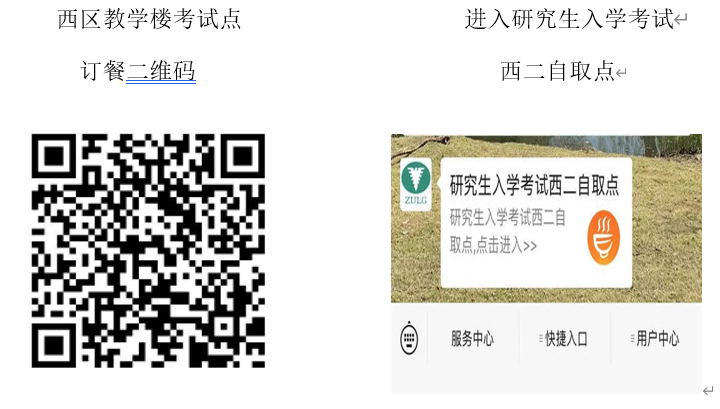 西区教学楼考试点
订餐二维码
进入研究生入学考试
西二自取点
ZULG
研究生入学考试西二自取点
研究生入学考试西二自
取点,点击进入>>
服务中心
快捷入口
用户中心